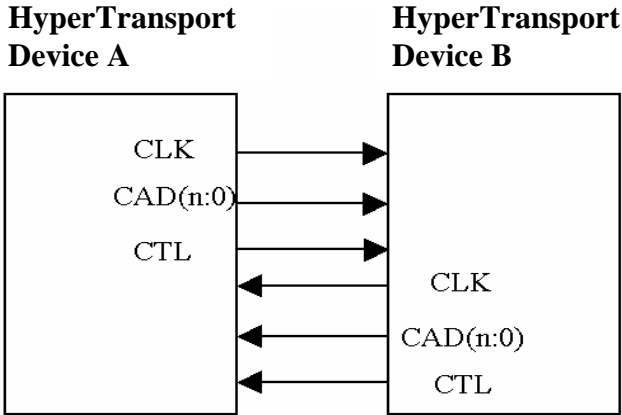 HyperTransport
Device A
HyperTransport
Device B
CLK
CAD(n:0)
CTL
CLK
CAD(n:0)
CTL